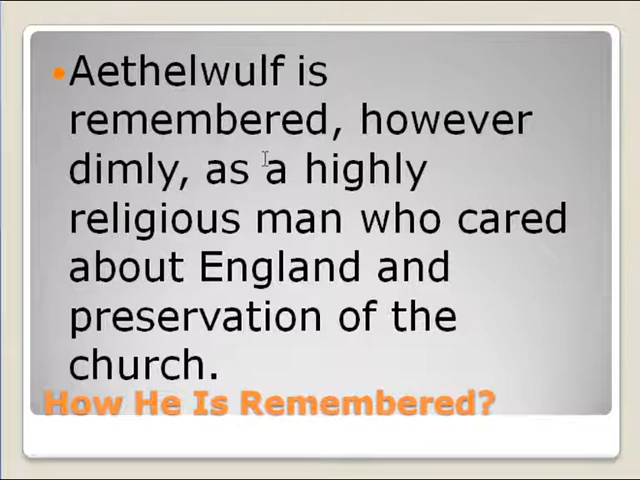 Aethelwulf is
remembered, however
dimly, as a highly
religious man who cared
about England and
preservation of the
church.
How He Is Remembered?